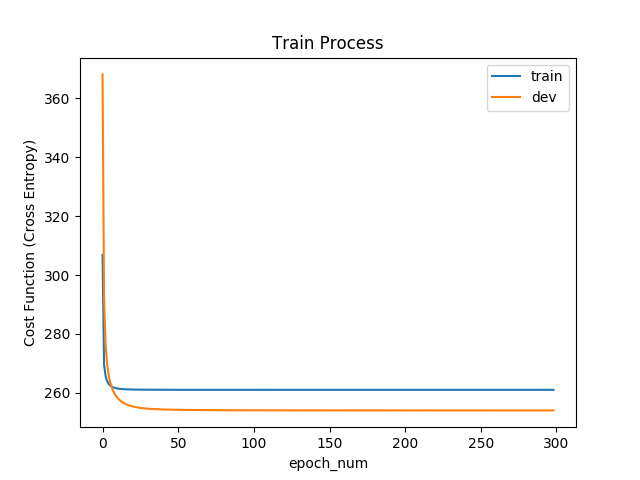 Train Process
train
dev
Cost Function (Cross Entropy)
360
340
320
300
280
260
0 50 100 150 200 250 300
epoch_num